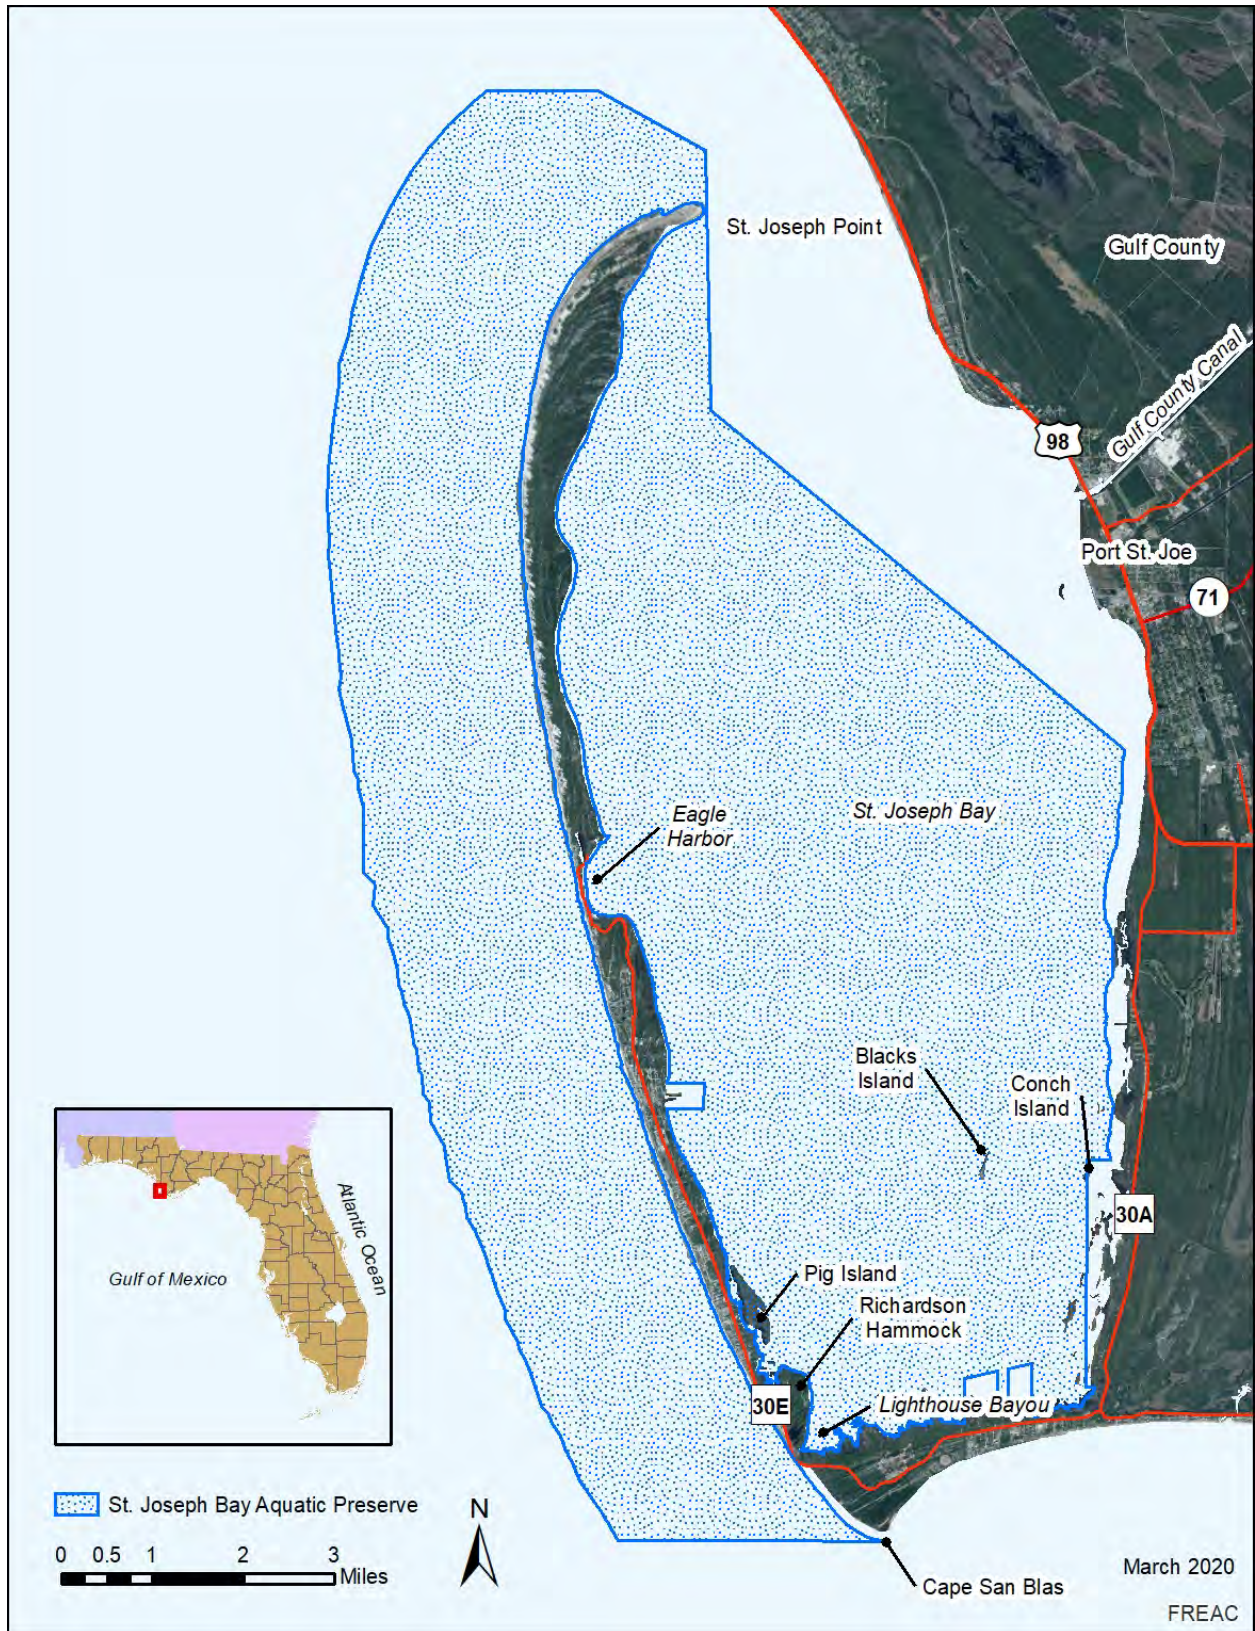 St. Joseph Point
Gulf County
Gulf County Canal
98
Port St. Joe
71
Eagle
Harbor
St. Joseph Bay
Blacks
Island
Conch
Island
30A
Pig Island
Richardson
Hammock
30E
Lighthouse Bayou
Atlantic Ocean
Gulf of Mexico
St. Joseph Bay Aquatic Preserve
N
0 0.5 1 2 3
Miles
Cape San Blas
March 2020
FREAC